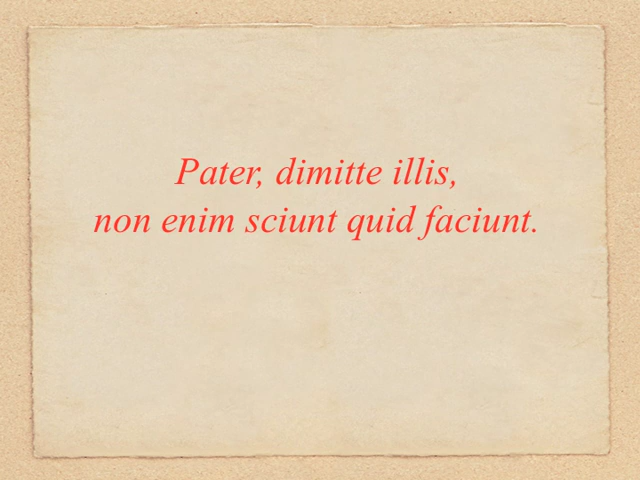 Pater, dimitte illis,
non enim sciunt quid faciunt.